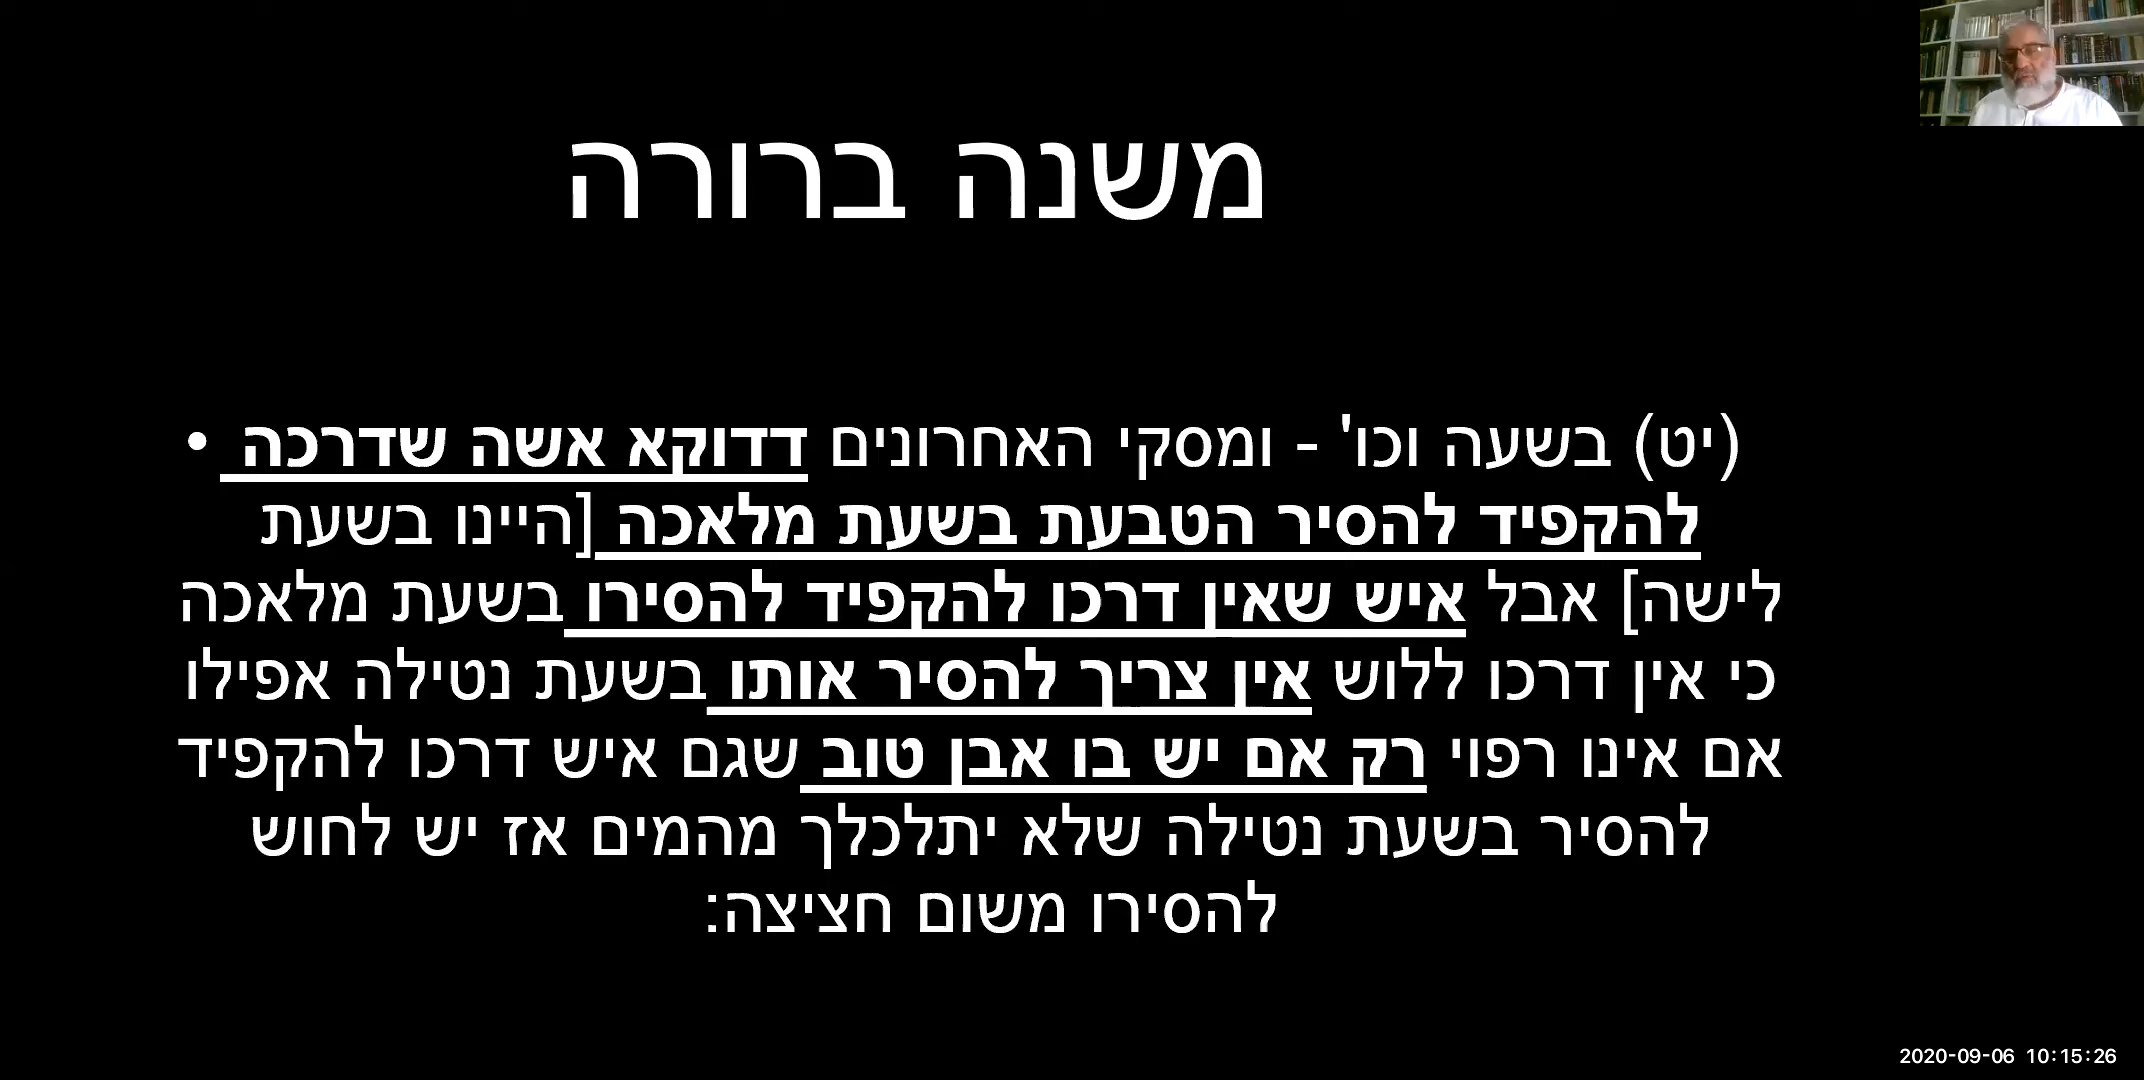 משנה ברורה
• (יט) בשעה וכו' - ומסקי האחרונים דדוקא אשה שדרכה
להקפיד להסיר הטבעת בשעת מלאכה [היינו בשעת
לישה] אבל איש שאין דרכו להקפיד להסירו בשעת מלאכה
כי אין דרכו ללוש אין צריך להסיר אותו בשעת נטילה אפילו
אם אינו רפוי רק אם יש בו אבן טוב שגם איש דרכו להקפיד
להסיר בשעת נטילה שלא יתלכלך מהמים אז יש לחוש
להסירו משום חציצה:
2020-09-06 10:15:26